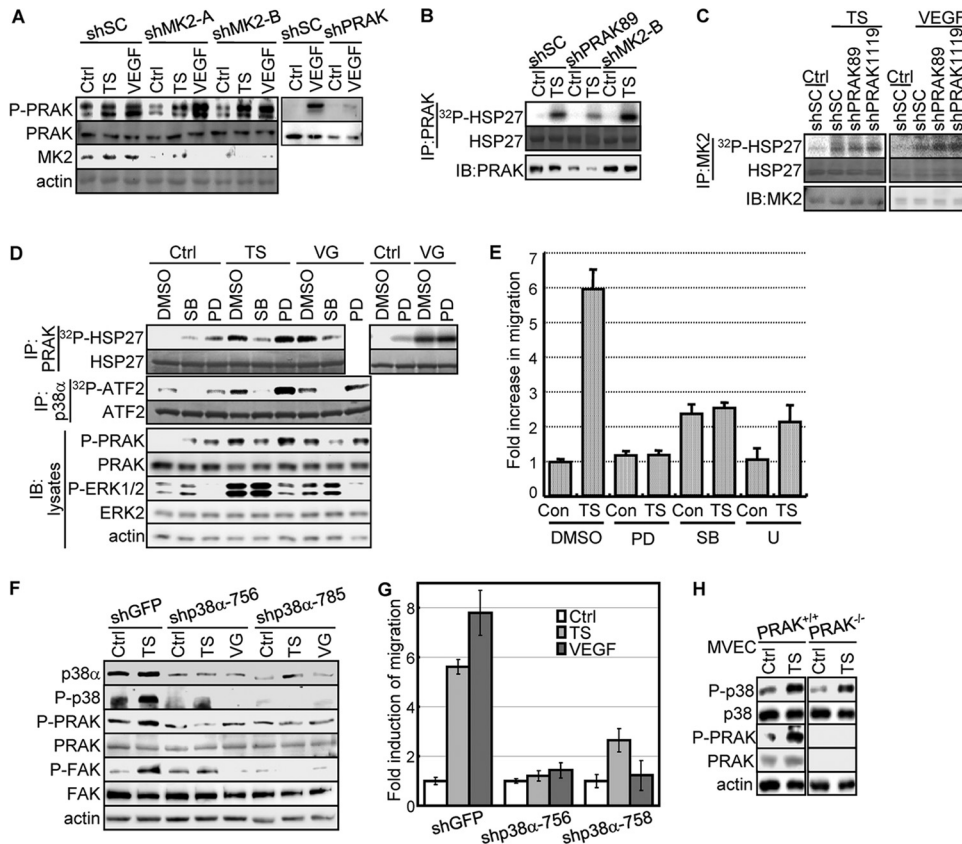 A
shSC shMK2-A shMK2-B shSC shPRAK
Ctrl TS VEGF Ctrl TS VEGF Ctrl TS VEGF Ctrl VEGF Ctrl VEGF
P-PRAK
PRAK
MK2
actin
B
shSC shPRAK89 shMK2-B
Ctrl TS Ctrl TS Ctrl TS
IP:PRAK
32P-HSP27
HSP27
IB:PRAK
C
TS VEGF
Ctrl Ctrl
shSC shSC shPRAK89 shPRAK1119 shSC shSC shPRAK89 shPRAK1119
IP:MK2
32P-HSP27
HSP27
IB:MK2
D
Ctrl TS VG Ctrl VG
DMSO SB PD DMSO SB PD DMSO SB PD DMSO PD DMSO PD
IP: PRAK
32P-HSP27
HSP27
IP: p38α
32P-ATF2
ATF2
IB: lysates
P-PRAK
PRAK
P-ERK1/2
ERK2
actin
E
Fold increase in migration
7
6
5
4
3
2
1
0
Con TS Con TS Con TS Con TS
DMSO PD SB U
F
shGFP shp38α-756 shp38α-785
Ctrl TS Ctrl TS VG Ctrl TS VG
p38α
P-p38
P-PRAK
PRAK
P-FAK
FAK
actin
G
Fold induction of migration
8
6
4
2
0
Ctrl
TS
VEGF
shGFP shp38α-756 shp38α-758
H
PRAK+/+ PRAK-/-
MVEC Ctrl TS Ctrl TS
P-p38
p38
P-PRAK
PRAK
actin